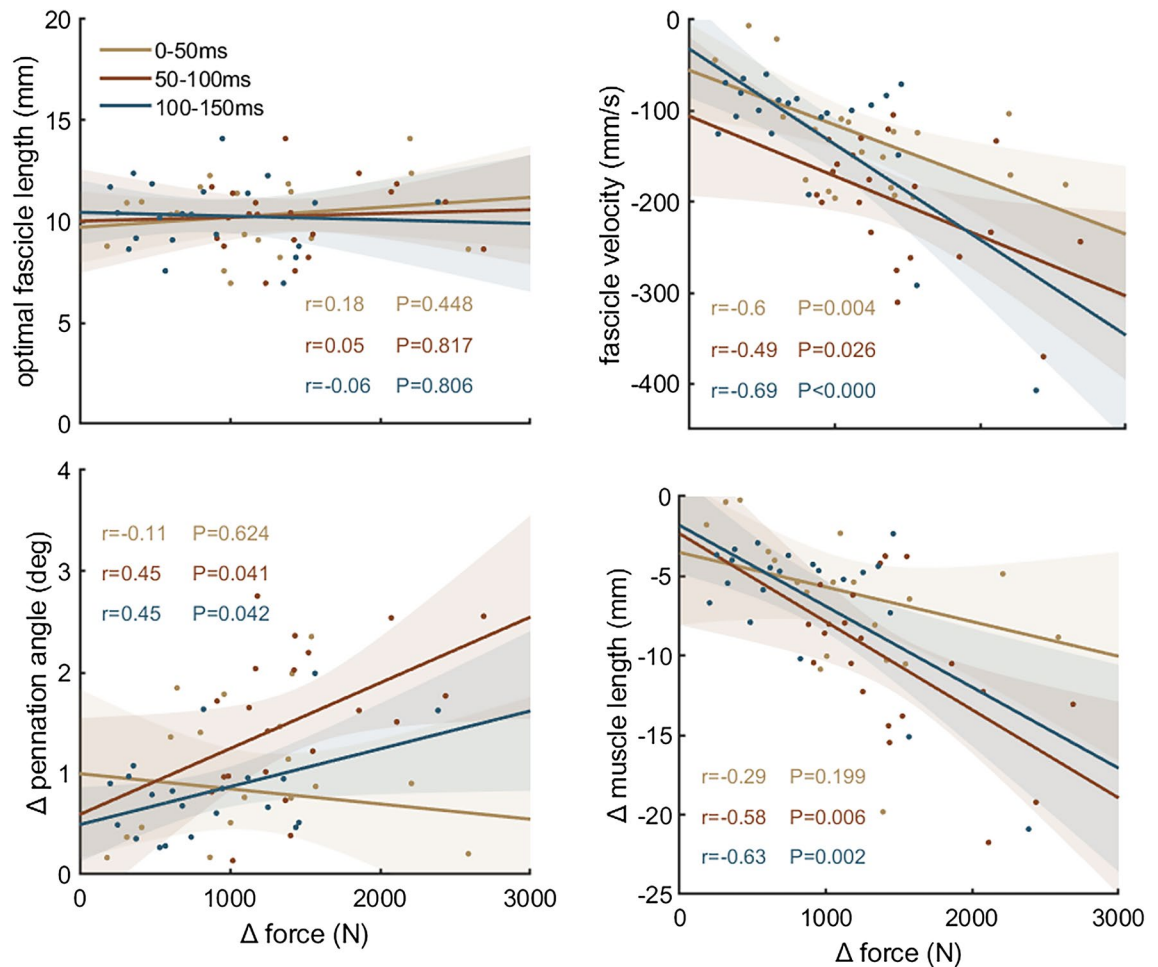 optimal fascicle length (mm)
20
15
10
5
0
0-50ms
50-100ms
100-150ms
r=0.18 P=0.448
r=0.05 P=0.817
r=-0.06 P=0.806
fascicle velocity (mm/s)
0
-100
-200
-300
-400
r=-0.6 P=0.004
r=-0.49 P=0.026
r=-0.69 P<0.000
Δ pennation angle (deg)
4
3
2
1
0
r=-0.11 P=0.624
r=0.45 P=0.041
r=0.45 P=0.042
0 1000 2000 3000
Δ force (N)
Δ muscle length (mm)
0
-5
-10
-15
-20
-25
r=-0.29 P=0.199
r=-0.58 P=0.006
r=-0.63 P=0.002
0 1000 2000 3000
Δ force (N)